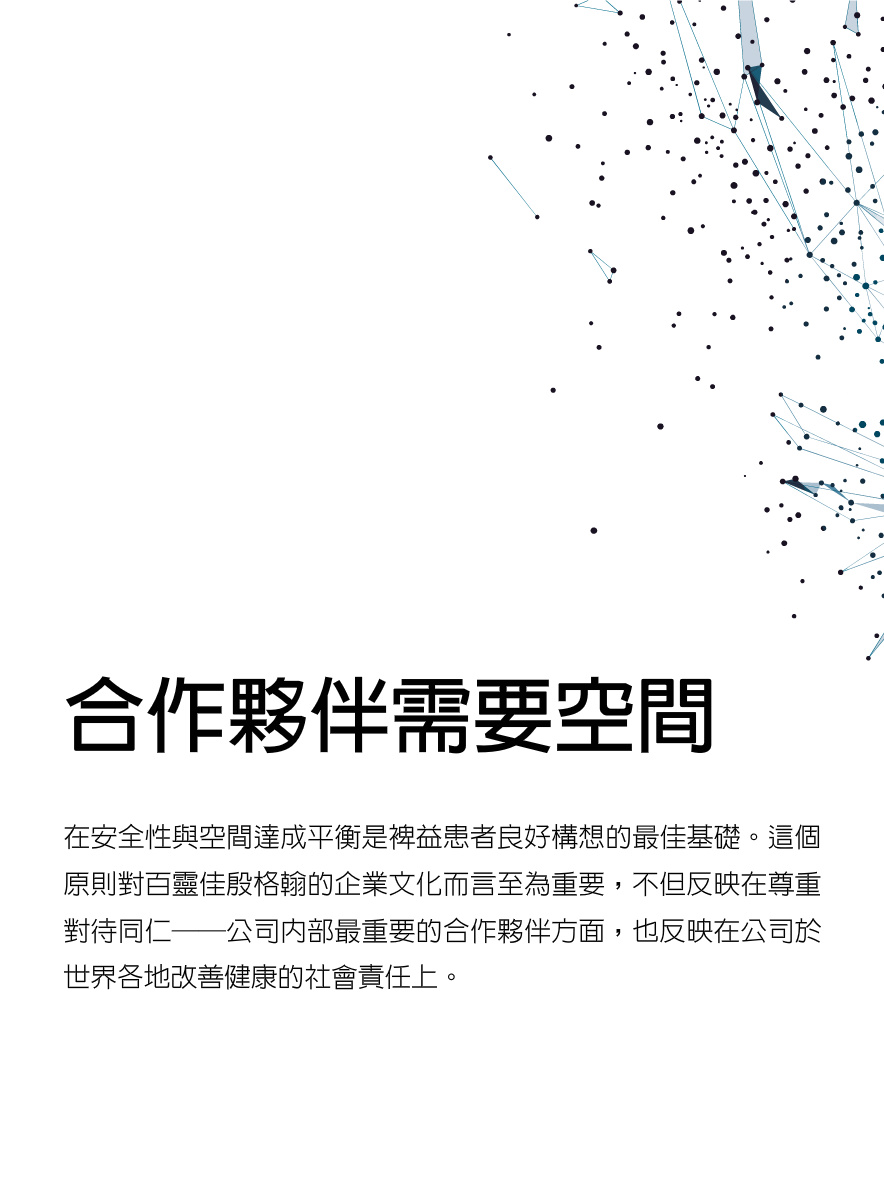 合作夥伴需要空間
在安全性與空間達成平衡是裨益患者良好構想的最佳基礎。這個
原則對百靈佳殷格翰的企業文化而言至為重要，不但反映在尊重
對待同仁──公司內部最重要的合作夥伴方面，也反映在公司於
世界各地改善健康的社會責任上。